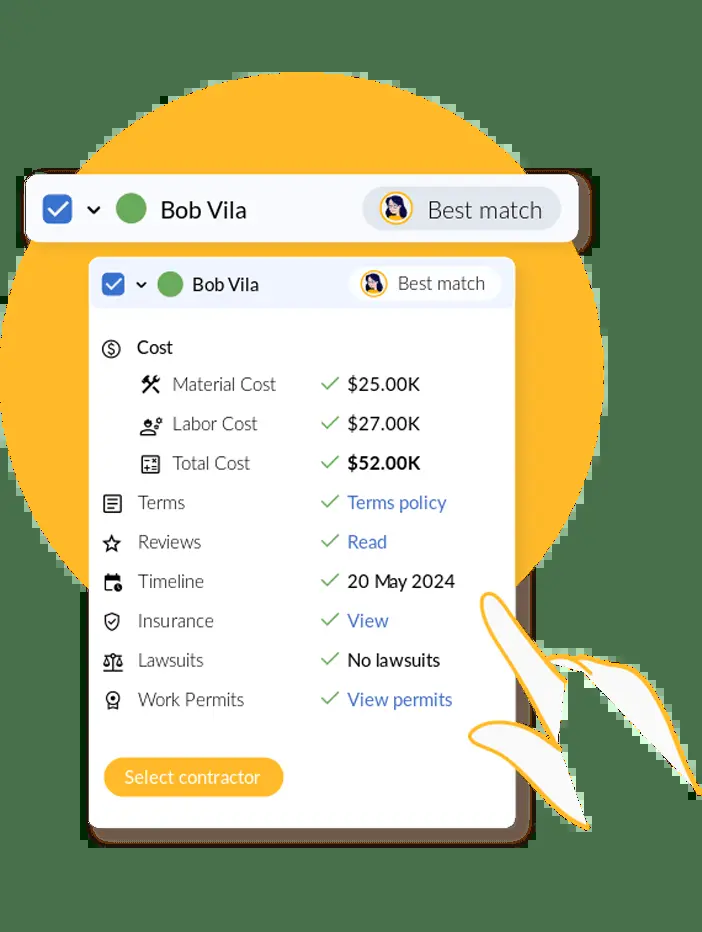 Bob Vila Best match
Bob Vila Best match
Cost
Material Cost $25.00K
Labor Cost $27.00K
Total Cost $52.00K
Terms Terms policy
Reviews Read
Timeline 20 May 2024
Insurance View
Lawsuits No lawsuits
Work Permits View permits
Select contractor